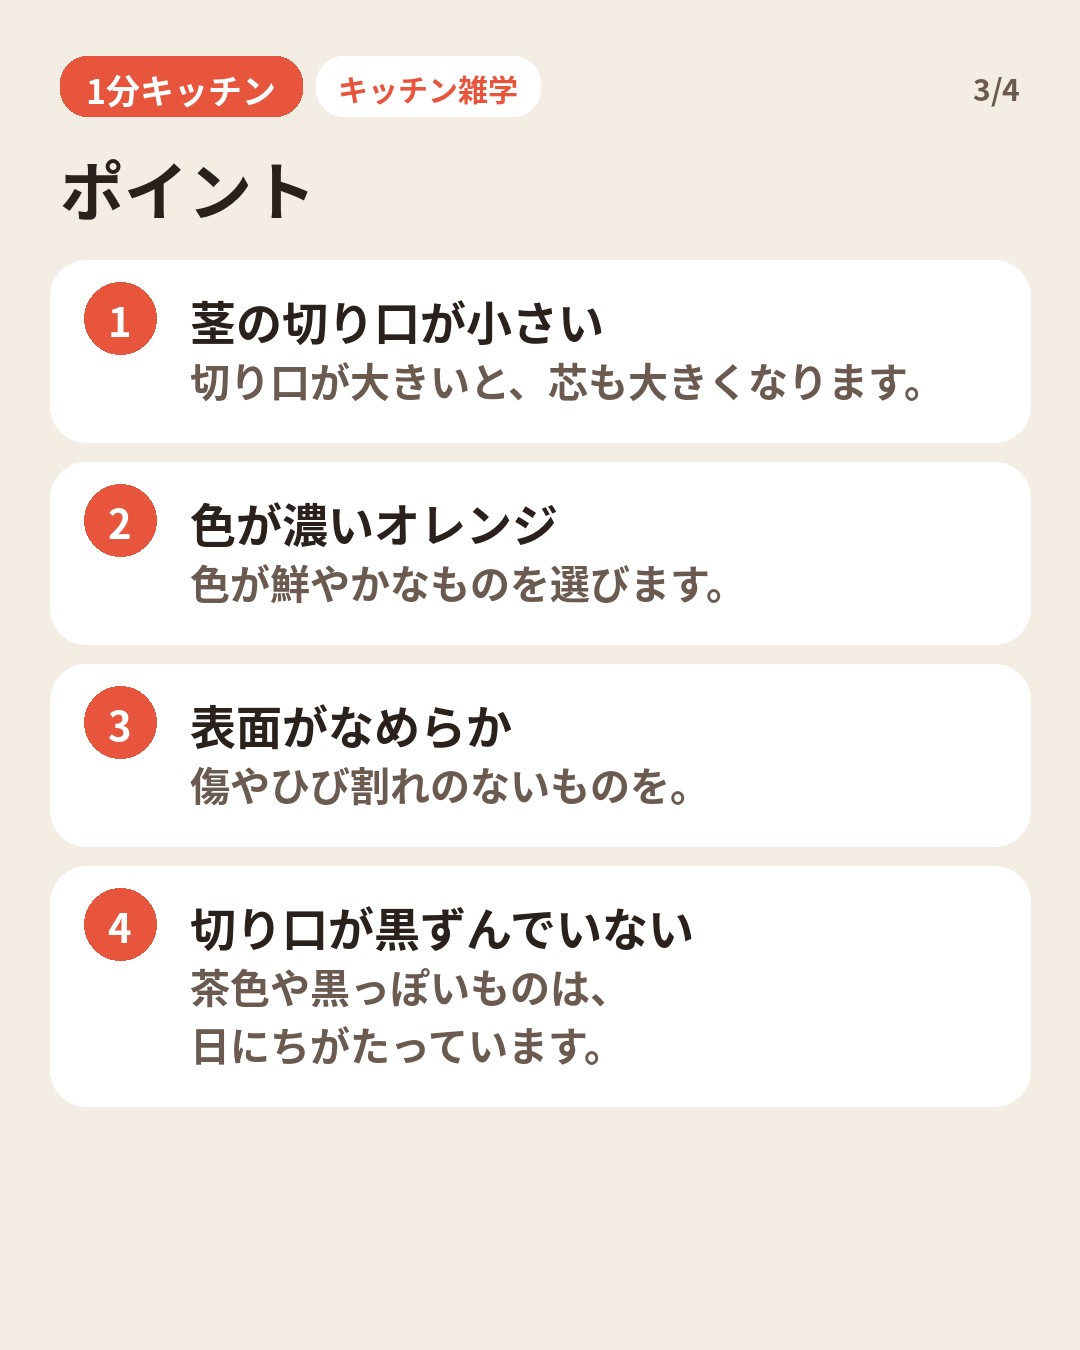 1分キッチン
キッチン雑学
3/4
ポイント
1
茎の切り口が小さい
切り口が大きいと、芯も大きくなります。
2
色が濃いオレンジ
色が鮮やかなものを選びます。
3
表面がなめらか
傷やひび割れのないものを。
4
切り口が黒ずんでいない
茶色や黒っぽいものは、
日にちがたっています。